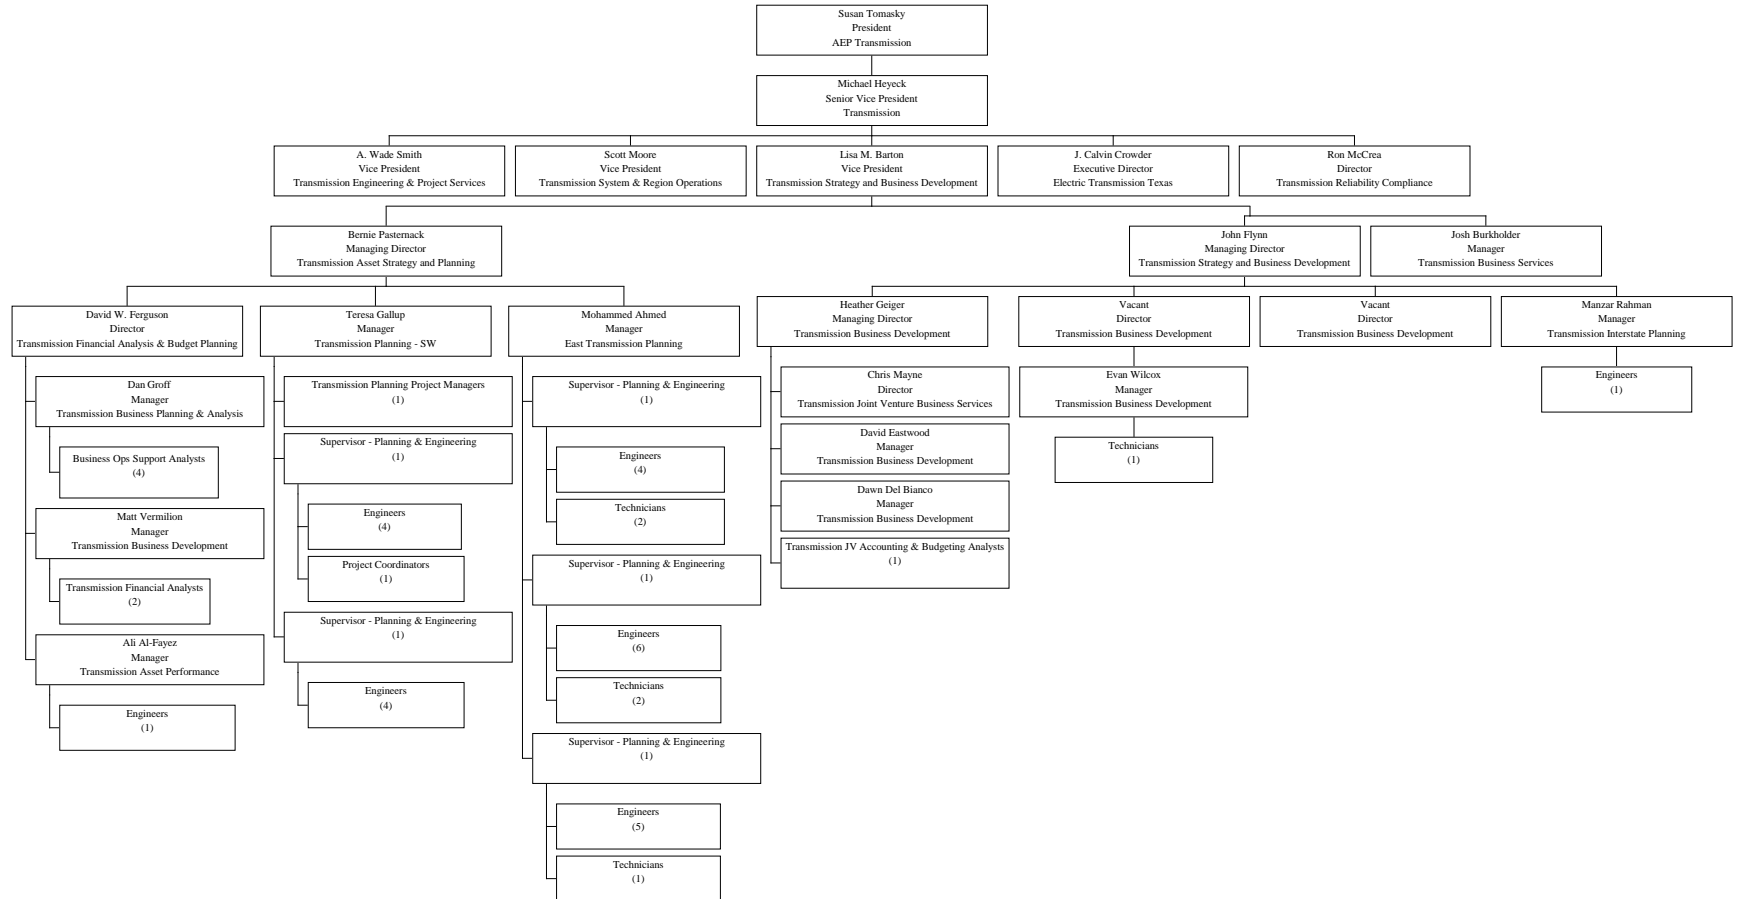 Susan Tomasky
President
AEP Transmission
Michael Heyeck
Senior Vice President
Transmission
A. Wade Smith
Vice President
Transmission Engineering & Project Services
Scott Moore
Vice President
Transmission System & Region Operations
Lisa M. Barton
Vice President
Transmission Strategy and Business Development
J. Calvin Crowder
Executive Director
Electric Transmission Texas
Ron McCrea
Director
Transmission Reliability Compliance
Bernie Pasternack
Managing Director
Transmission Asset Strategy and Planning
John Flynn
Managing Director
Transmission Strategy and Business Development
Josh Burkholder
Manager
Transmission Business Services
David W. Ferguson
Director
Transmission Financial Analysis & Budget Planning
Teresa Gallup
Manager
Transmission Planning - SW
Mohammed Ahmed
Manager
East Transmission Planning
Heather Geiger
Managing Director
Transmission Business Development
Vacant
Director
Transmission Business Development
Vacant
Director
Transmission Business Development
Manzar Rahman
Manager
Transmission Interstate Planning
Dan Groff
Manager
Transmission Business Planning & Analysis
Business Ops Support Analysts
(4)
Matt Vermilion
Manager
Transmission Business Development
Transmission Financial Analysts
(2)
Ali Al-Fayez
Manager
Transmission Asset Performance
Engineers
(1)
Transmission Planning Project Managers
(1)
Supervisor - Planning & Engineering
(1)
Engineers
(4)
Project Coordinators
(1)
Supervisor - Planning & Engineering
(1)
Engineers
(4)
Supervisor - Planning & Engineering
(1)
Engineers
(4)
Technicians
(2)
Supervisor - Planning & Engineering
(1)
Engineers
(6)
Technicians
(2)
Supervisor - Planning & Engineering
(1)
Engineers
(5)
Technicians
(1)
Chris Mayne
Director
Transmission Joint Venture Business Services
David Eastwood
Manager
Transmission Business Development
Dawn Del Bianco
Manager
Transmission Business Development
Transmission JV Accounting & Budgeting Analysts
(1)
Evan Wilcox
Manager
Transmission Business Development
Technicians
(1)
Engineers
(1)